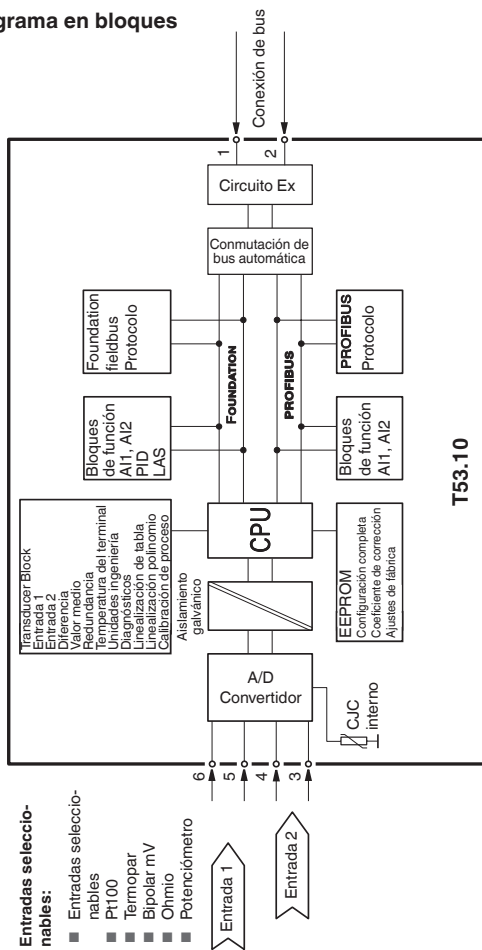 grama en bloques
Entradas seleccio-
nables:
Entradas seleccio-
nables
Pt100
Termopar
Bipolar mV
Ohmio
Potenciómetro
Entrada 1
Entrada 2
6
5
4
3
A/D
Convertidor
CJC
interno
Aislamiento
galvánico
Transducer Block
Entrada 1
Entrada 2
Diferencia
Valor medio
Redundancia
Temperatura del terminal
Unidades ingeniería
Diagnósticos
Linealización de tabla
Linealización polinomio
Calibración de proceso
CPU
EEPROM
Configuración completa
Coeficiente de corrección
Ajustes de fábrica
Bloques
de función
AI1, AI2
PID
LAS
Foundation
fieldbus
Protocolo
FOUNDATION
PROFIBUS
Bloques
de función
AI1, AI2
PROFIBUS
Protocolo
Conmutación de
bus automática
Circuito Ex
1
2
Conexión de bus
T53.10